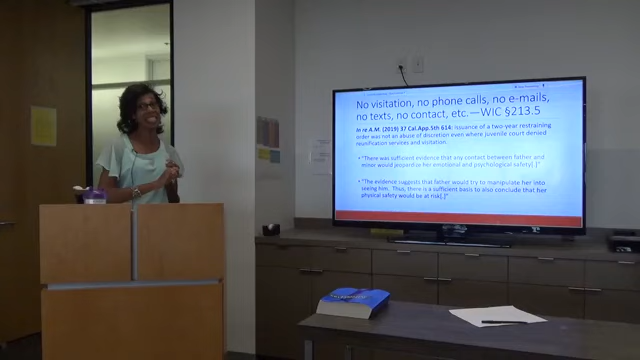 No visitation, no phone calls, no e-mails,
no texts, no contact, etc.—WIC §213.5
In re A.M. (2019) 37 Cal.App.5th 614: Issuance of a two-year restraining
order was not an abuse of discretion even where juvenile court denied
reunification services and visitation.
"There was sufficient evidence that any contact between father and
minor would jeopardize her emotional and psychological safety[.]"
"The evidence suggests that father would try to manipulate her into
seeing him. Thus, there is a sufficient basis to also conclude that her
physical safety would be at risk[.]"